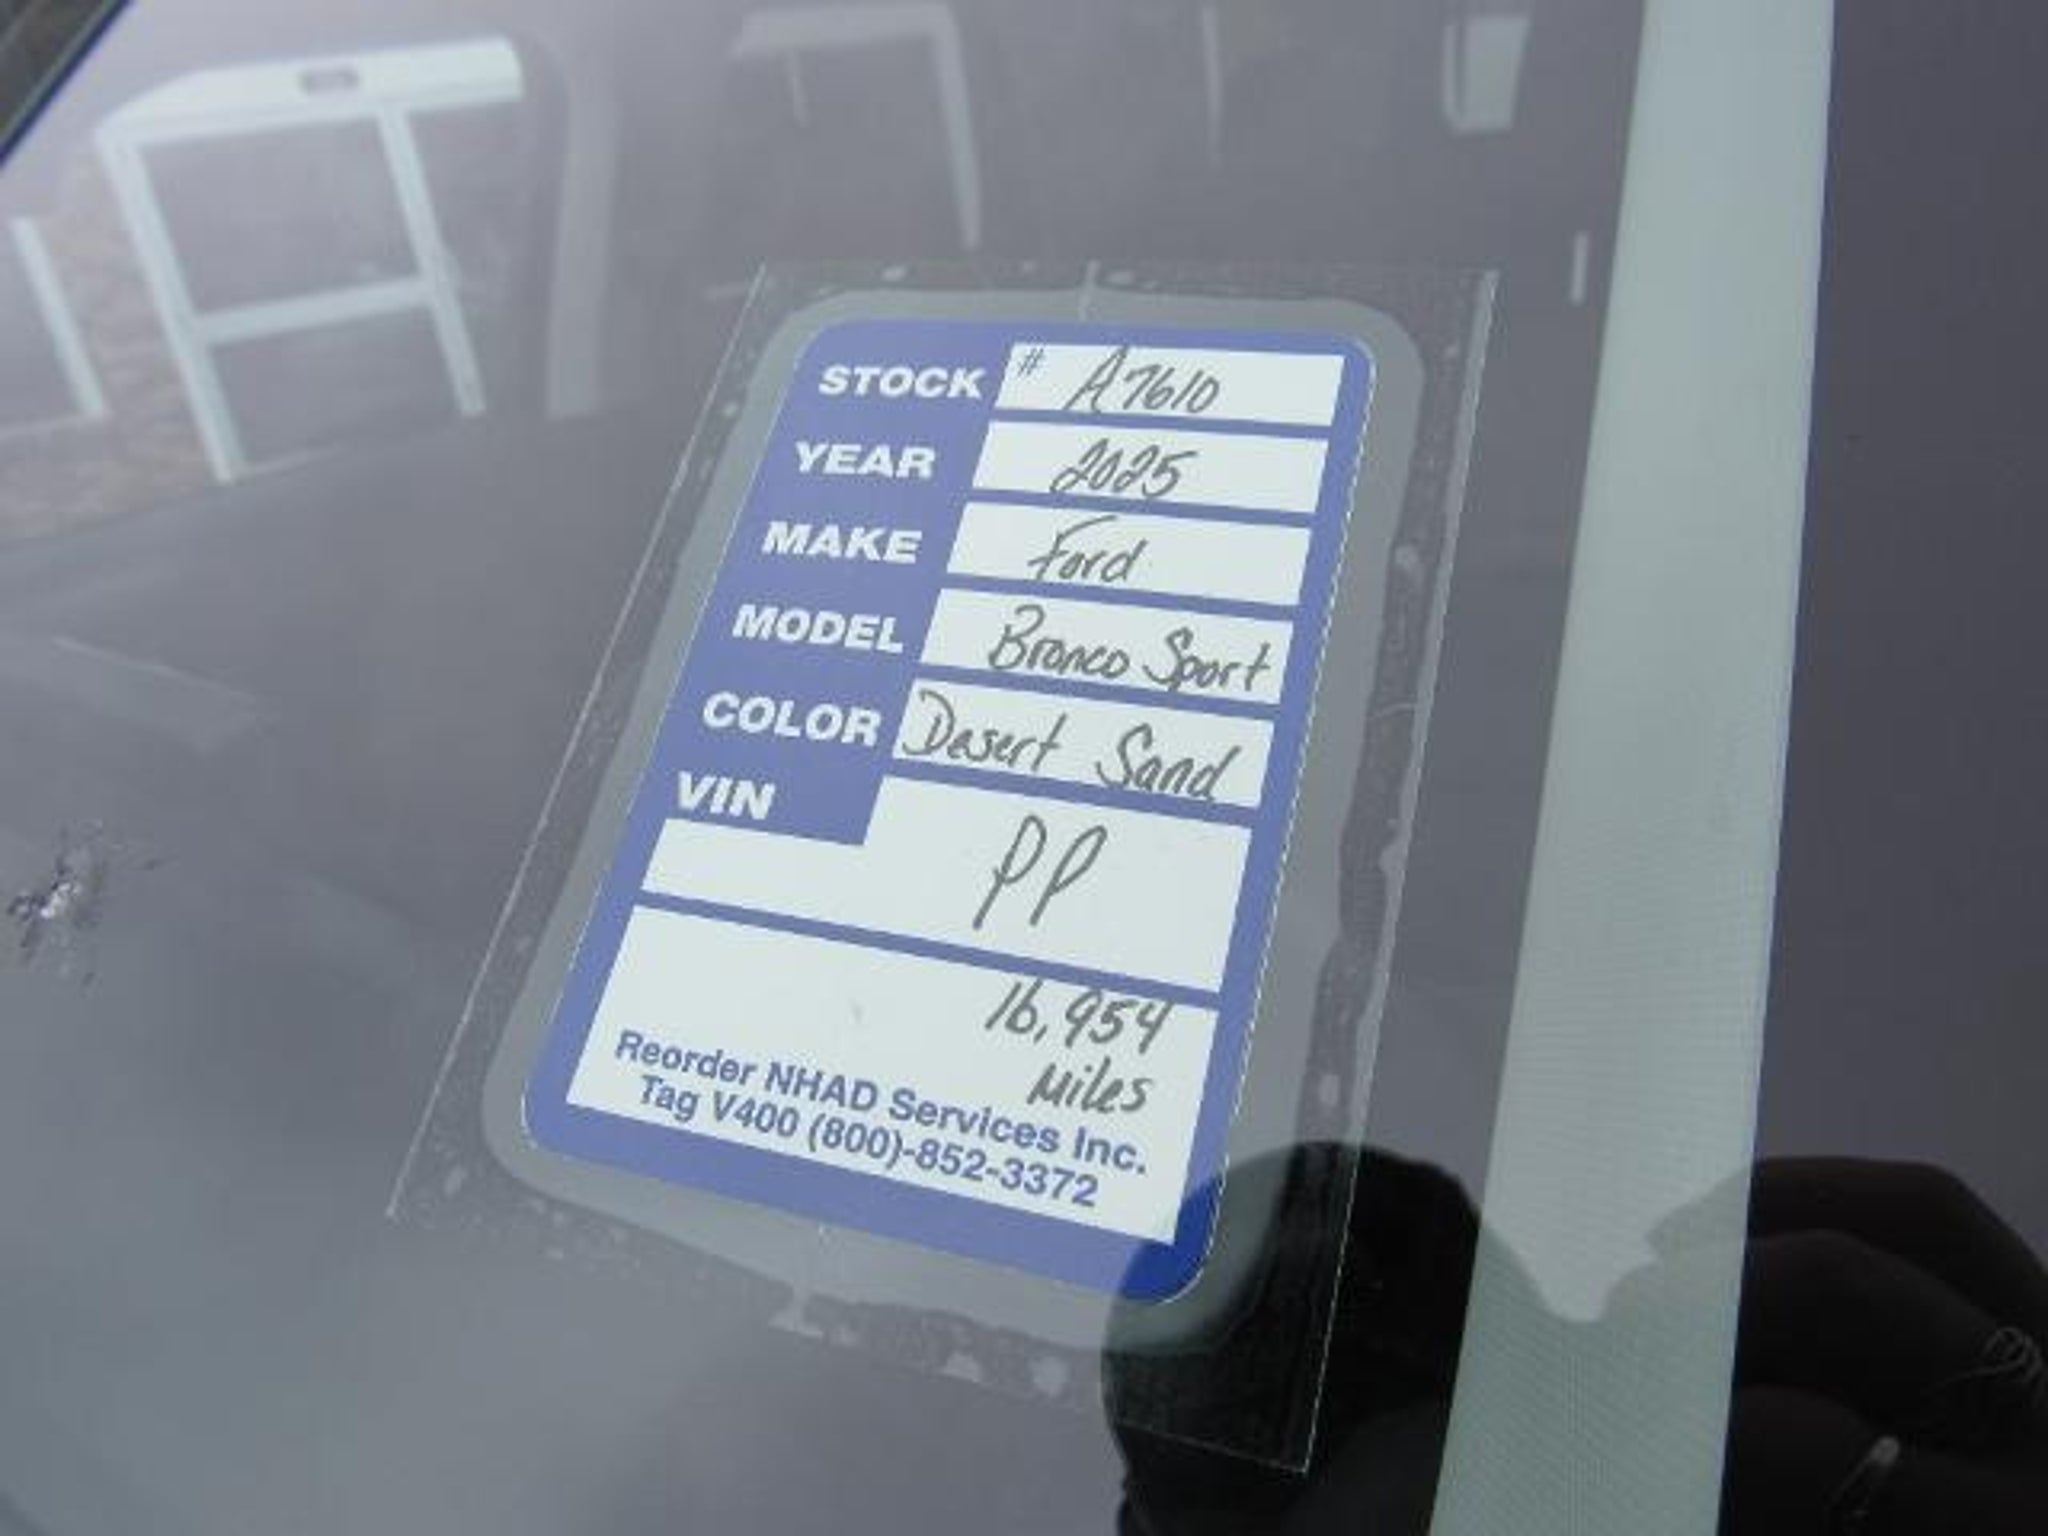 STOCK # A7610
YEAR 2025
MAKE Ford
MODEL Bronco Sport
COLOR Desert Sand
VIN PP
16,954
Miles
Reorder NHAD Services Inc.
Tag V400 (800)-852-3372